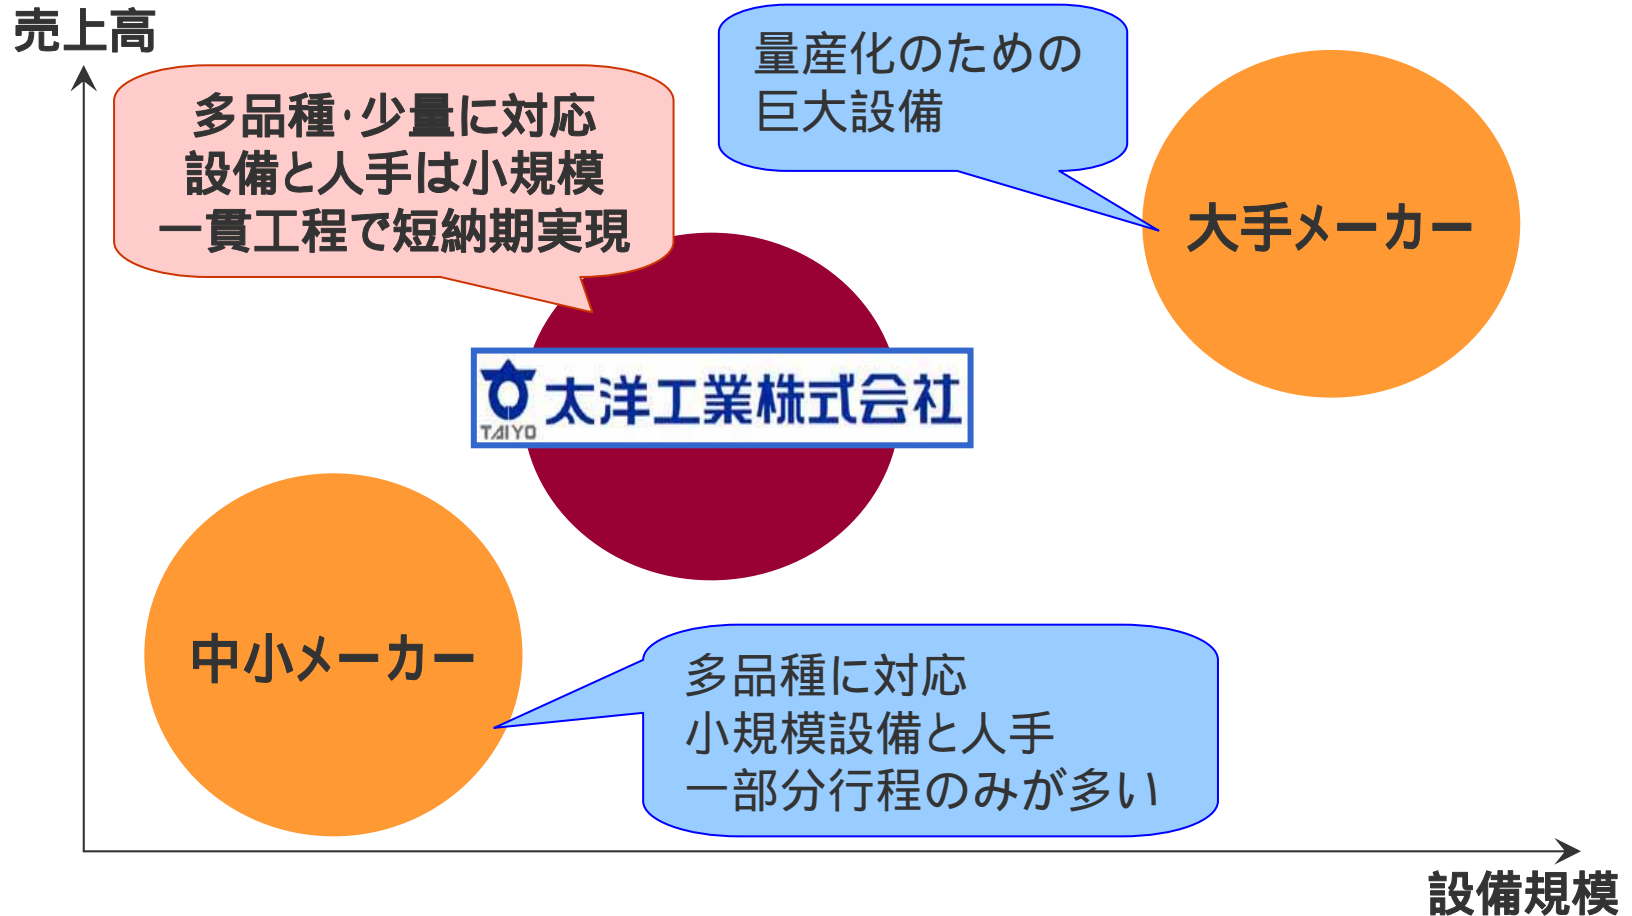 売上高
多品種・少量に対応
設備と人手は小規模
一貫工程で短納期実現
量産化のための
巨大設備
大手メーカー
TAIYO
太洋工業株式会社
中小メーカー
多品種に対応
小規模設備と人手
一部分行程のみが多い
設備規模